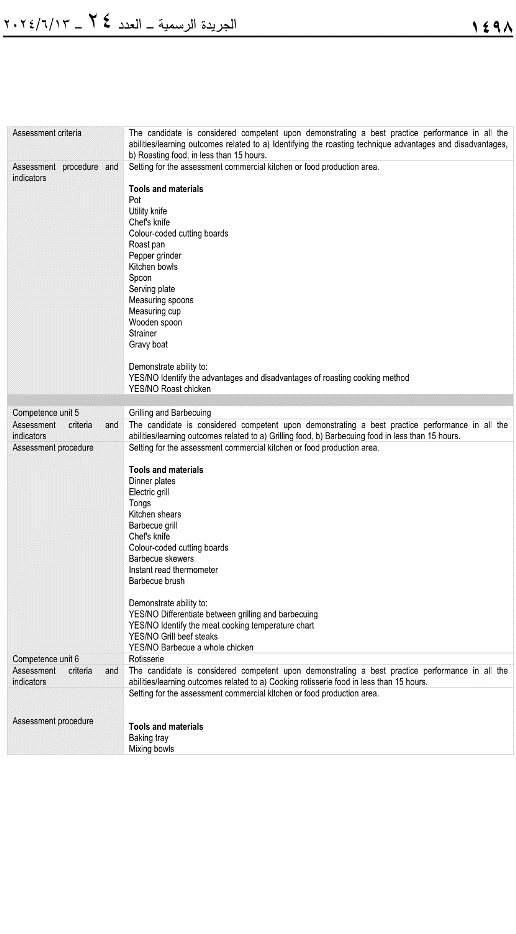 ١٤٩٨
الجريدة الرسمية ــ العدد ٢٤ ــ ٢٠٢٤/٦/١٣
Assessment criteria
The candidate is considered competent upon demonstrating a best practice performance in all the
abilities/learning outcomes related to a) Identifying the roasting technique advantages and disadvantages,
b) Roasting food, in less than 15 hours.
Assessment procedure and
indicators
Setting for the assessment commercial kitchen or food production area.
Tools and materials
Pot
Utility knife
Chef's knife
Colour-coded cutting boards
Roast pan
Pepper grinder
Kitchen bowls
Spoon
Serving plate
Measuring spoons
Measuring cup
Wooden spoon
Strainer
Gravy boat
Demonstrate ability to:
YES/NO Identify the advantages and disadvantages of roasting cooking method
YES/NO Roast chicken
Competence unit 5
Grilling and Barbecuing
Assessment criteria and
indicators
The candidate is considered competent upon demonstrating a best practice performance in all the
abilities/learning outcomes related to a) Grilling food, b) Barbecuing food in less than 15 hours.
Assessment procedure
Setting for the assessment commercial kitchen or food production area.
Tools and materials
Dinner plates
Electric grill
Tongs
Kitchen shears
Barbecue grill
Chef's knife
Colour-coded cutting boards
Barbecue skewers
Instant read thermometer
Barbecue brush
Demonstrate ability to:
YES/NO Differentiate between grilling and barbecuing
YES/NO Identify the meat cooking temperature chart
YES/NO Grill beef steaks
YES/NO Barbecue a whole chicken
Competence unit 6
Rotisserie
Assessment criteria and
indicators
The candidate is considered competent upon demonstrating a best practice performance in all the
abilities/learning outcomes related to a) Cooking rotisserie food in less than 15 hours.
Setting for the assessment commercial kitchen or food production area.
Assessment procedure
Tools and materials
Baking tray
Mixing bowls